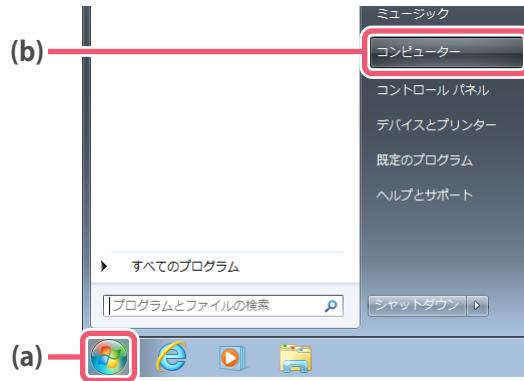 ミュージック
(b)
コンピューター
コントロール パネル
デバイスとプリンター
既定のプログラム
ヘルプとサポート
すべてのプログラム
プログラムとファイルの検索
シャットダウン
(a)